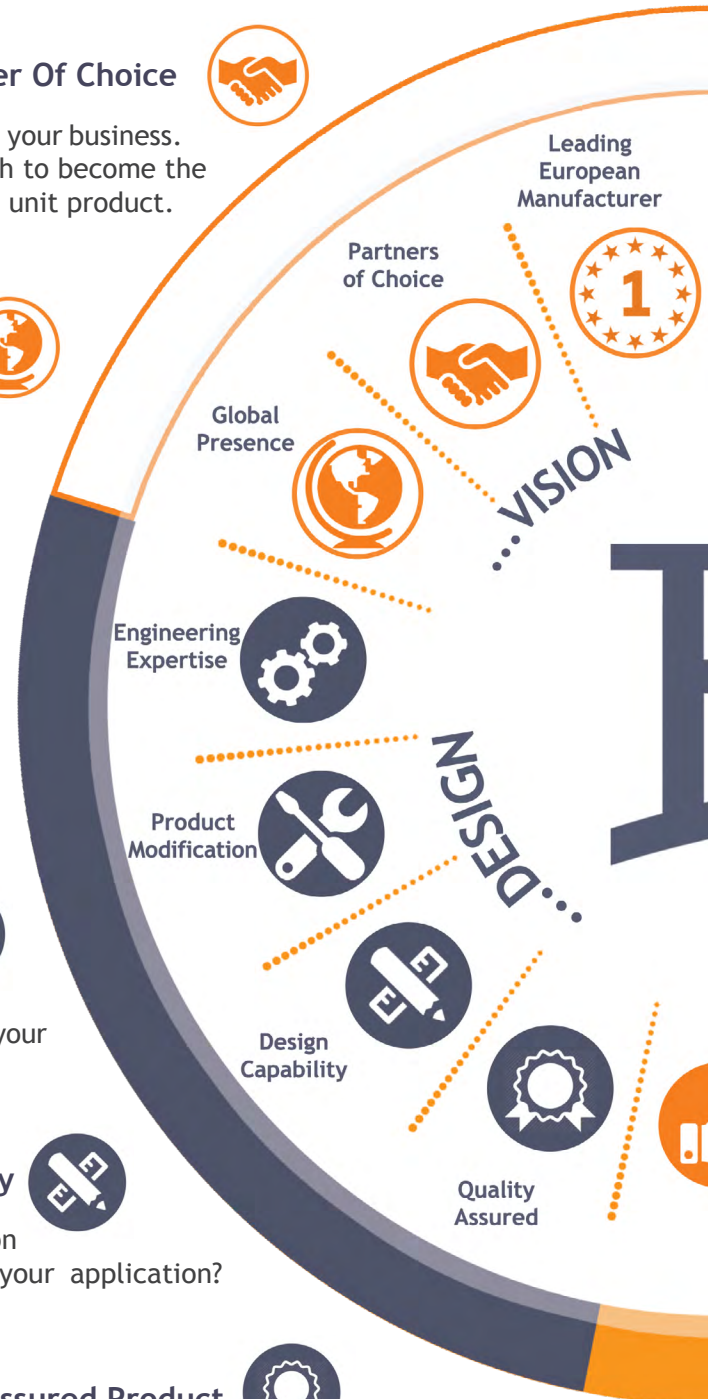 er Of Choice
your business.
h to become the
unit product.
Leading
European
Manufacturer
1
Partners
of Choice
Global
Presence
...VISION
Engineering
Expertise
Product
Modification
...DESIGN
Design
Capability
Quality
Assured
your
y
on
your application?
ssured Product